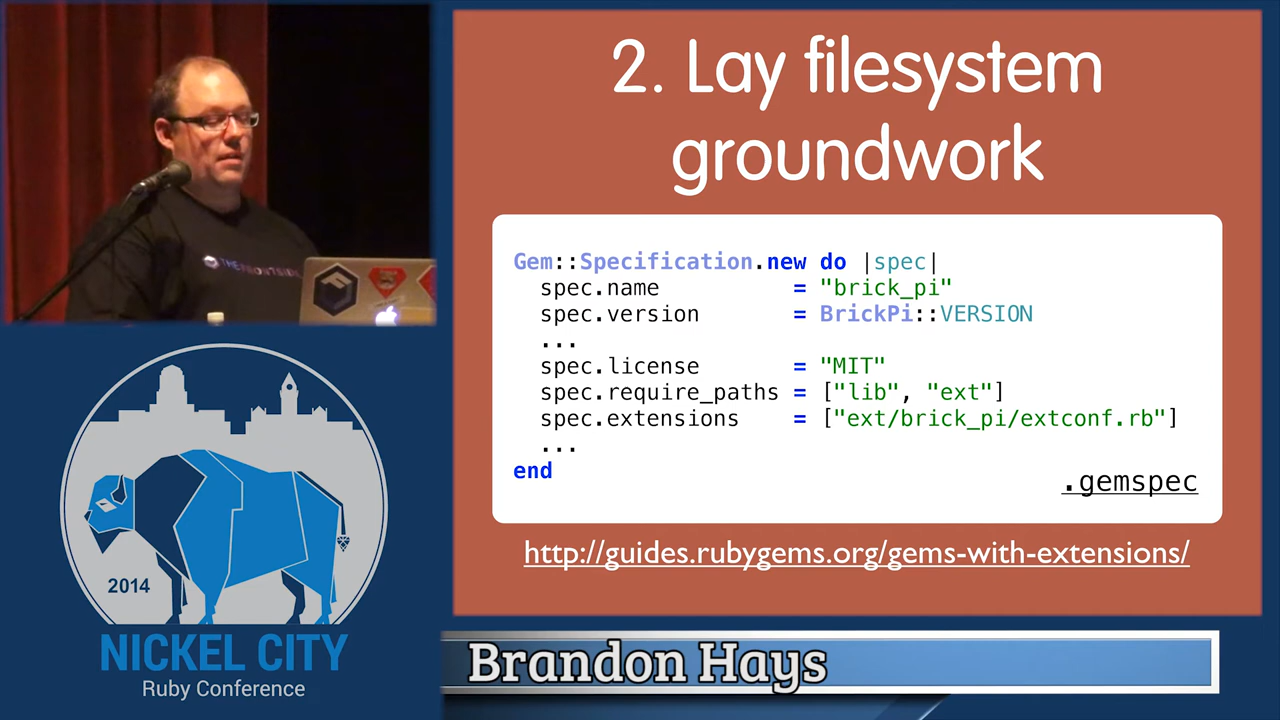 2. Lay filesystem
groundwork
Gem::Specification.new do |spec|
spec.name = "brick_pi"
spec.version = BrickPi::VERSION
...
spec.license = "MIT"
spec.require_paths = ["lib", "ext"]
spec.extensions = ["ext/brick_pi/extconf.rb"]
...
end
.gemspec
http://guides.rubygems.org/gems-with-extensions/
THEFRONTSIDE
2014
NICKEL CITY
Ruby Conference
Brandon Hays